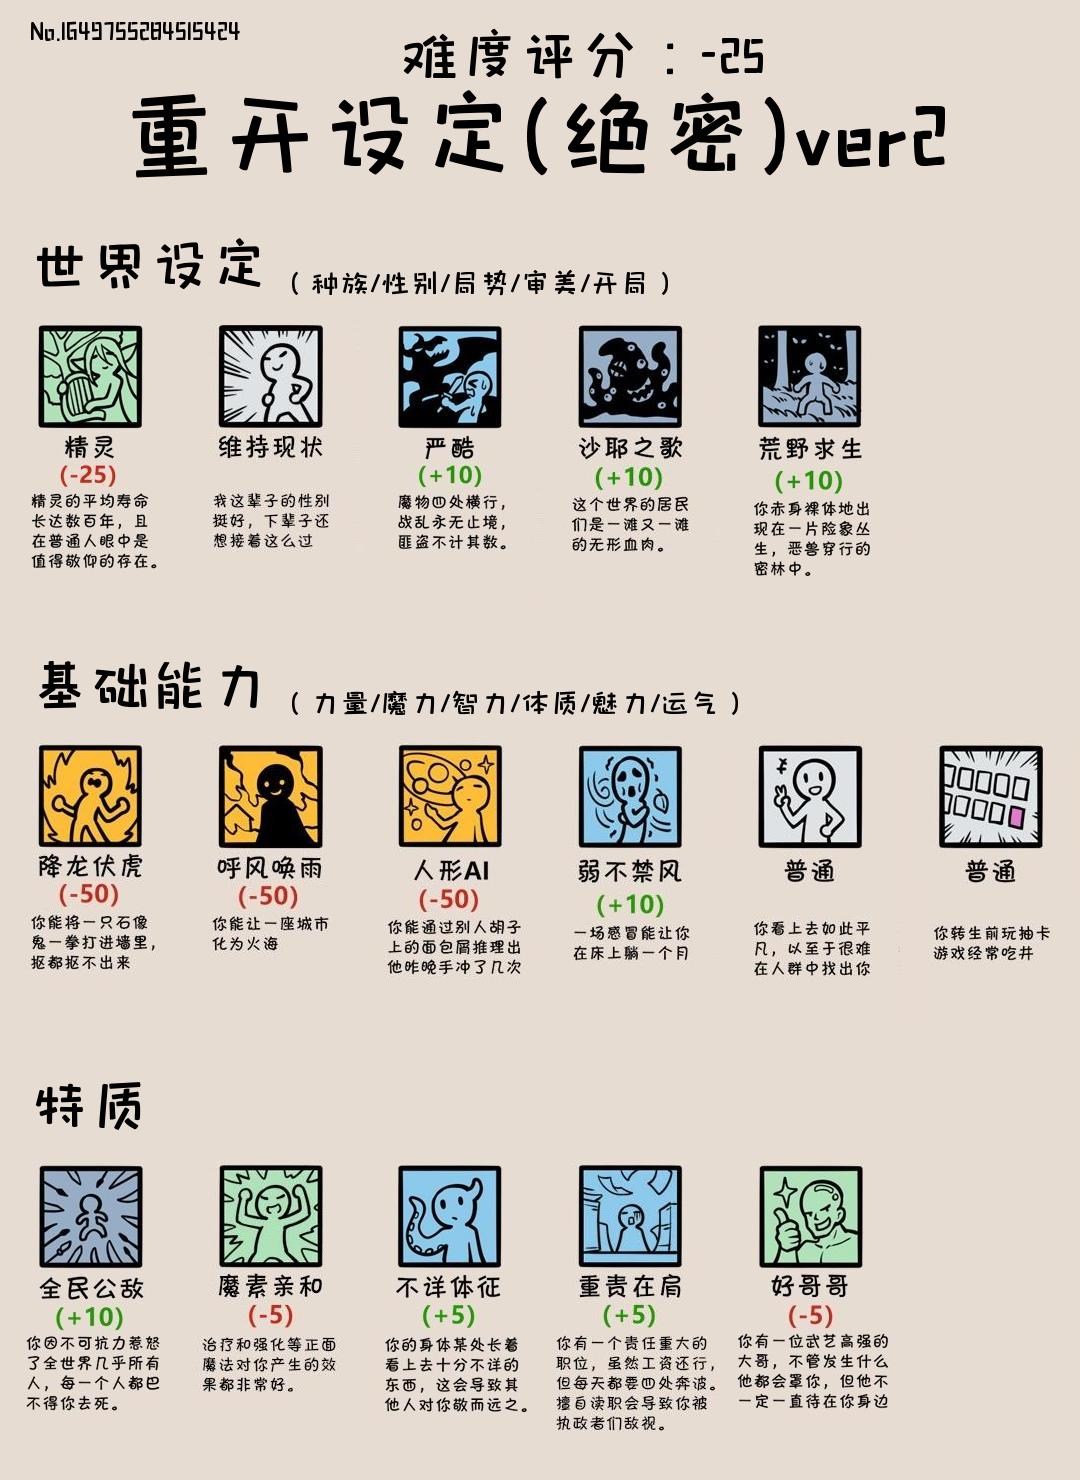 No.1649755284515424
难度评分:-25
重开设定(绝密)ver2
世界设定 (种族/性别/局势/审美/开局)
精灵
(-25)
精灵的平均寿命
长达数百年，且
在普通人眼中是
值得敬仰的存在。
维持现状
我这辈子的性别
挺好，下辈子还
想接着这么过
严酷
(+10)
魔物四处横行，
战乱永无止境，
匪盗不计其数。
沙耶之歌
(+10)
这个世界的居民
们是一滩又一滩
的无形血肉。
荒野求生
(+10)
你赤身裸体地出
现在一片险象丛
生，恶兽穿行的
密林中。
基础能力 (力量/魔力/智力/体质/魅力/运气)
降龙伏虎
(-50)
你能将一只石像
鬼一拳打进墙里，
抠都抠不出来
呼风唤雨
(-50)
你能让一座城市
化为火海
人形AI
(-50)
你能通过别人胡子
上的面包屑推理出
他昨晚手冲了几次
弱不禁风
(+10)
一场感冒能让你
在床上躺一个月
普通
你看上去如此平
凡，以至于很难
在人群中找出你
普通
你转生前玩抽卡
游戏经常吃井
特质
全民公敌
(+10)
你因不可抗力惹怒
了全世界几乎所有
人，每一个人都巴
不得你去死。
魔素亲和
(-5)
治疗和强化等正面
魔法对你产生的效
果都非常好。
不详体征
(+5)
你的身体某处长着
看上去十分不详的
东西，这会导致其
他人对你敬而远之。
重责在肩
(+5)
你有一个责任重大的
职位，虽然工资还行，
但每天都要四处奔波。
擅自读职会导致你被
执政者们敌视。
好哥哥
(-5)
你有一位武艺高强的
大哥，不管发生什么
他都会罩你，但他不
一定一直待在你身边